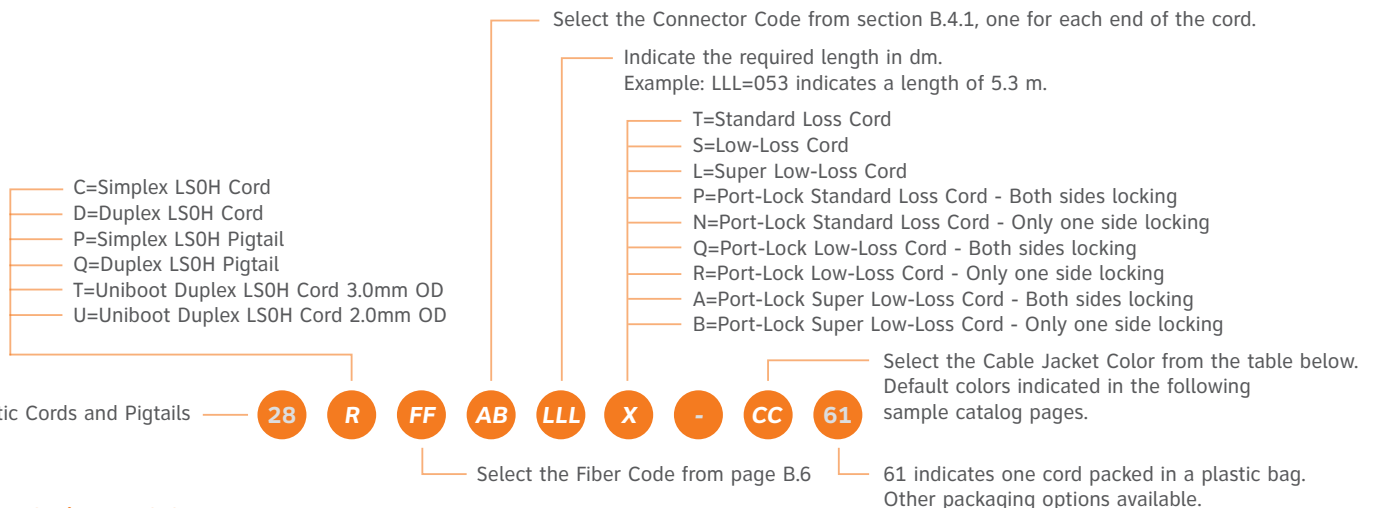 Select the Connector Code from section B.4.1, one for each end of the cord.
Indicate the required length in dm.
Example: LLL=053 indicates a length of 5.3 m.
T=Standard Loss Cord
S=Low-Loss Cord
L=Super Low-Loss Cord
P=Port-Lock Standard Loss Cord - Both sides locking
N=Port-Lock Standard Loss Cord - Only one side locking
Q=Port-Lock Low-Loss Cord - Both sides locking
R=Port-Lock Low-Loss Cord - Only one side locking
A=Port-Lock Super Low-Loss Cord - Both sides locking
B=Port-Lock Super Low-Loss Cord - Only one side locking
C=Simplex LS0H Cord
D=Duplex LS0H Cord
P=Simplex LS0H Pigtail
Q=Duplex LS0H Pigtail
T=Uniboot Duplex LS0H Cord 3.0mm OD
U=Uniboot Duplex LS0H Cord 2.0mm OD
Select the Cable Jacket Color from the table below.
Default colors indicated in the following
sample catalog pages.
tic Cords and Pigtails
28 R FF AB LLL X - CC 61
Select the Fiber Code from page B.6
61 indicates one cord packed in a plastic bag.
Other packaging options available.